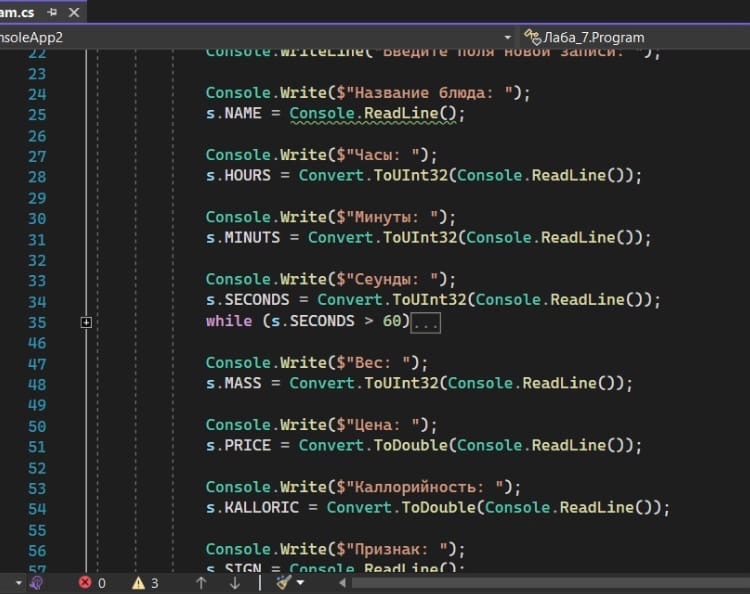 am.cs
nsoleApp2 Лаба_7.Program
22 Console.WriteLine("Введите поля новой записи: ");
23
24 Console.Write($"Название блюда: ");
25 s.NAME = Console.ReadLine();
26
27 Console.Write($"Часы: ");
28 s.HOURS = Convert.ToUInt32(Console.ReadLine());
29
30 Console.Write($"Минуты: ");
31 s.MINUTS = Convert.ToUInt32(Console.ReadLine());
32
33 Console.Write($"Сеунды: ");
34 s.SECONDS = Convert.ToUInt32(Console.ReadLine());
35 while (s.SECONDS > 60)...
46
47 Console.Write($"Вес: ");
48 s.MASS = Convert.ToUInt32(Console.ReadLine());
49
50 Console.Write($"Цена: ");
51 s.PRICE = Convert.ToDouble(Console.ReadLine());
52
53 Console.Write($"Каллорийность: ");
54 s.KALLORIC = Convert.ToDouble(Console.ReadLine());
55
56 Console.Write($"Признак: ");
57 s.SIGN = Console.ReadLine();
0 3